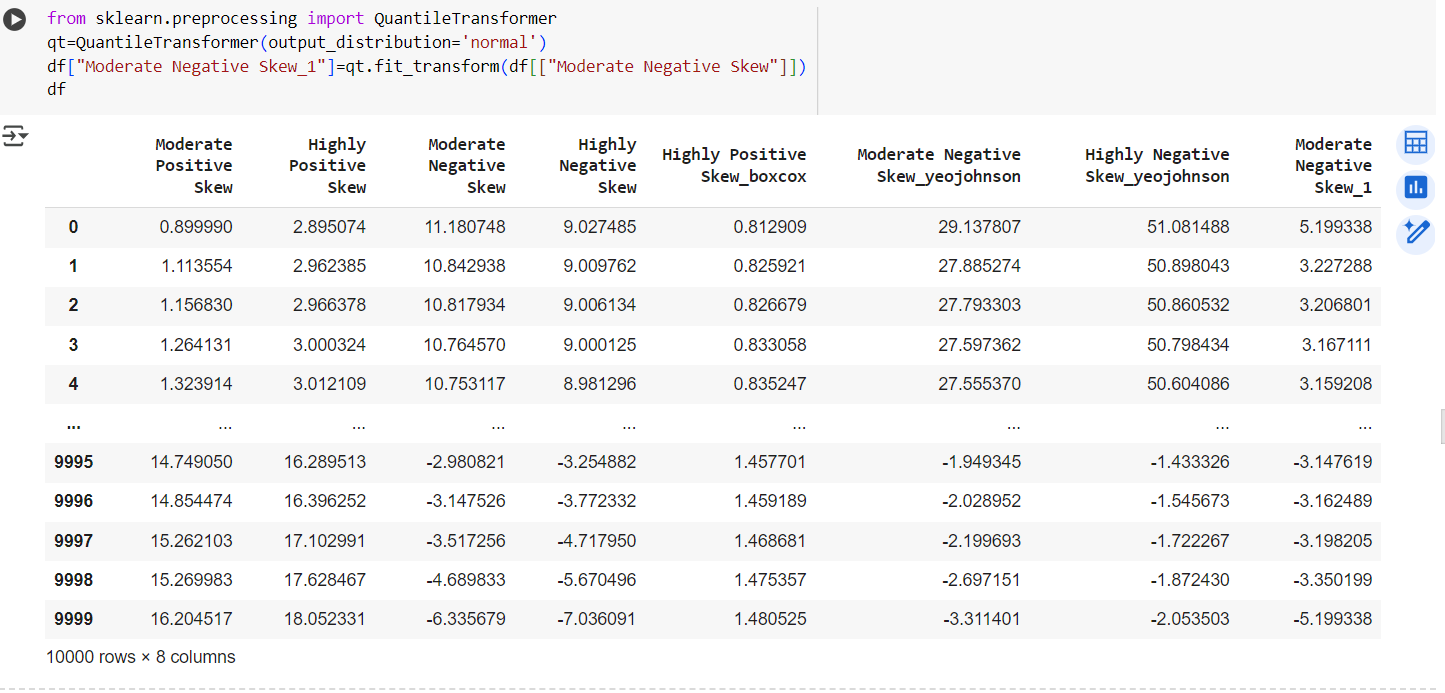 from sklearn.preprocessing import QuantileTransformer
qt=QuantileTransformer(output_distribution='normal')
df["Moderate Negative Skew_1"]=qt.fit_transform(df[["Moderate Negative Skew"]])
df
Moderate Positive Skew Highly Positive Skew Moderate Negative Skew Highly Negative Skew Highly Positive Skew_boxcox Moderate Negative Skew_yeojohnson Highly Negative Skew_yeojohnson Moderate Negative Skew_1
0 0.899990 2.895074 11.180748 9.027485 0.812909 29.137807 51.081488 5.199338
1 1.113554 2.962385 10.842938 9.009762 0.825921 27.885274 50.898043 3.227288
2 1.156830 2.966378 10.817934 9.006134 0.826679 27.793303 50.860532 3.206801
3 1.264131 3.000324 10.764570 9.000125 0.833058 27.597362 50.798434 3.167111
4 1.323914 3.012109 10.753117 8.981296 0.835247 27.555370 50.604086 3.159208
... ... ... ... ... ... ... ... ...
9995 14.749050 16.289513 -2.980821 -3.254882 1.457701 -1.949345 -1.433326 -3.147619
9996 14.854474 16.396252 -3.147526 -3.772332 1.459189 -2.028952 -1.545673 -3.162489
9997 15.262103 17.102991 -3.517256 -4.717950 1.468681 -2.199693 -1.722267 -3.198205
9998 15.269983 17.628467 -4.689833 -5.670496 1.475357 -2.697151 -1.872430 -3.350199
9999 16.204517 18.052331 -6.335679 -7.036091 1.480525 -3.311401 -2.053503 -5.199338
10000 rows × 8 columns